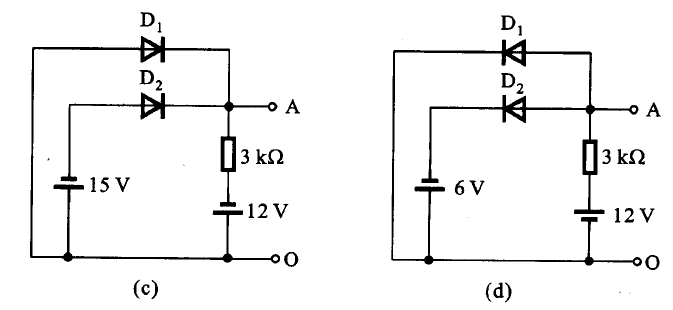 D₁
D₂
A
3 kΩ
15 V
12 V
O
(c)
D₁
D₂
A
3 kΩ
6 V
12 V
O
(d)